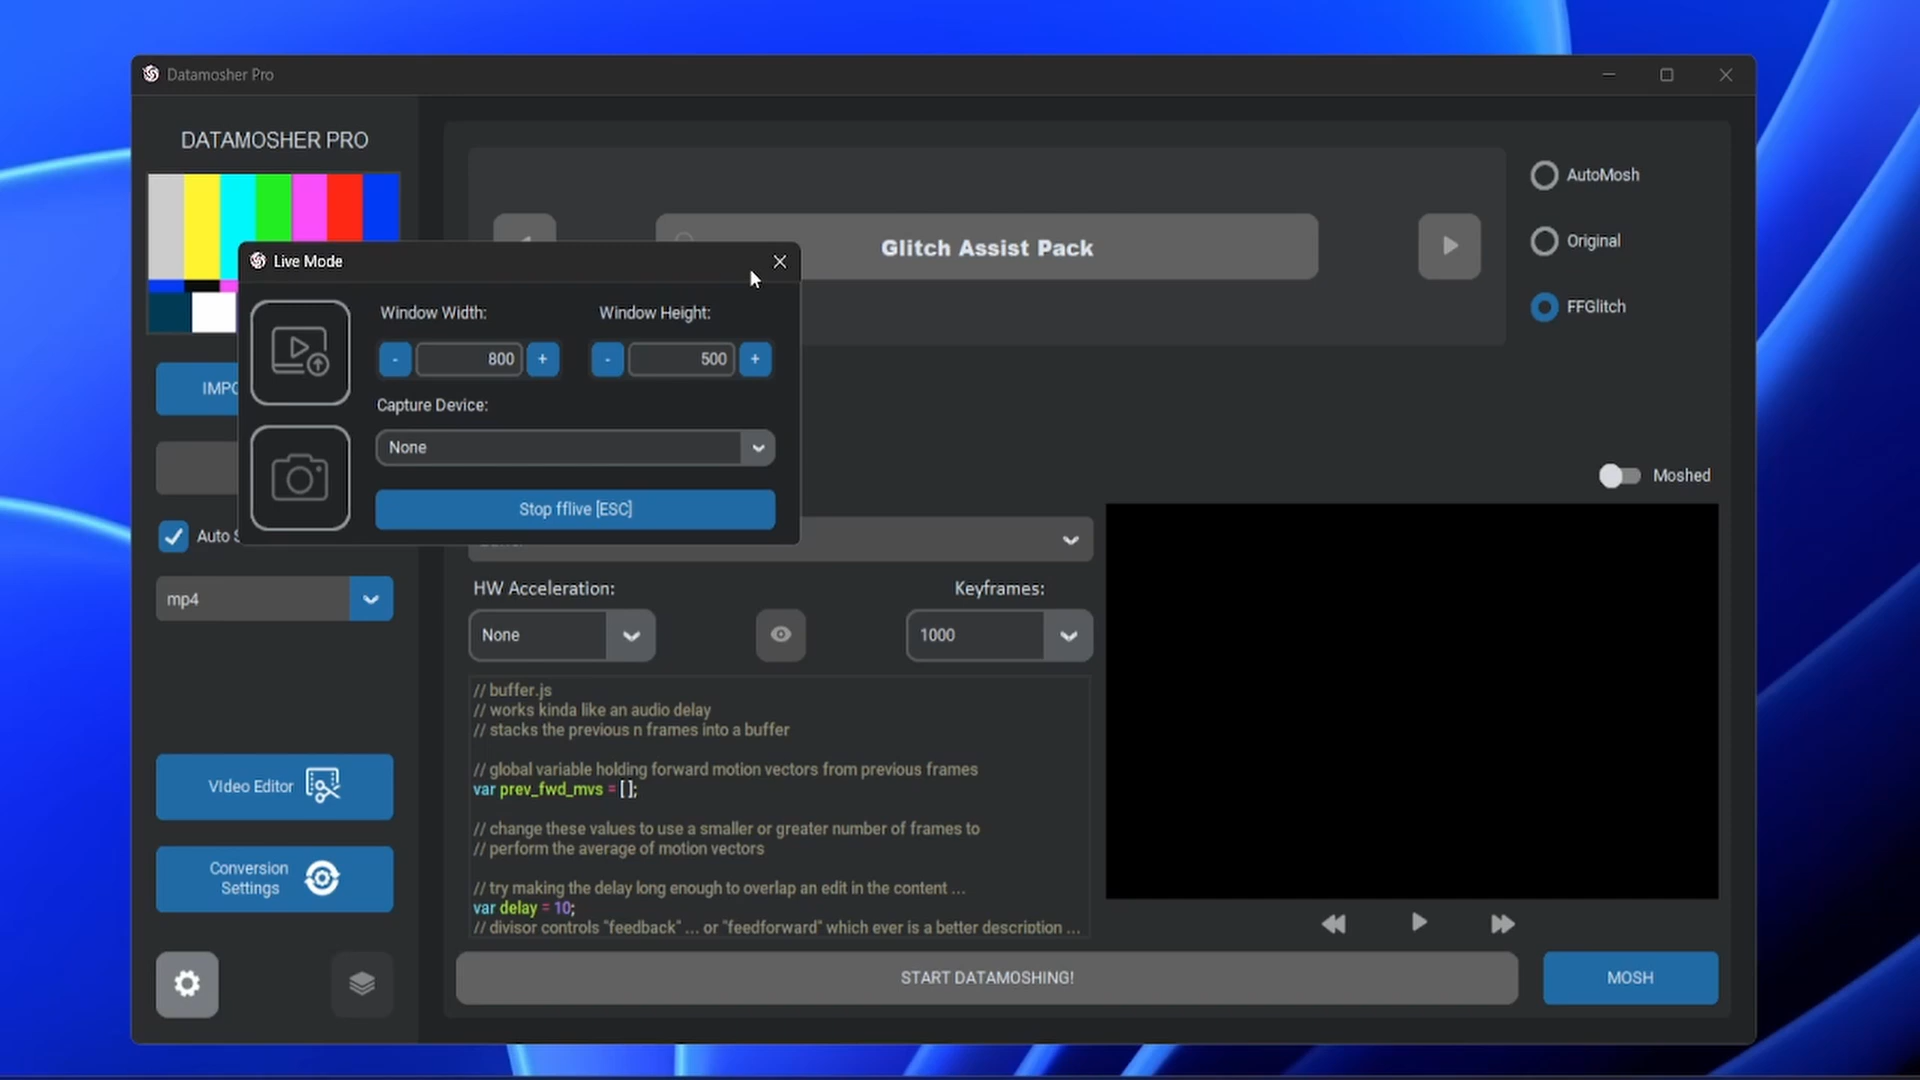 Datamosher Pro
DATAMOSHER PRO
AutoMosh
Original
FFGlitch
Glitch Assist Pack
Live Mode
Window Width:
Window Height:
-
800
+
-
500
+
Capture Device:
None
Stop fflive [ESC]
IMPO
Auto S
mp4
Moshed
HW Acceleration:
Keyframes:
None
1000
// buffer.js
// works kinda like an audio delay
// stacks the previous n frames into a buffer
// global variable holding forward motion vectors from previous frames
var prev_fwd_mvs = [];
// change these values to use a smaller or greater number of frames to
// perform the average of motion vectors
// try making the delay long enough to overlap an edit in the content ...
var delay = 10;
// divisor controls "feedback" ... or "feedforward" which ever is a better description ...
VIdeo Editor
Conversion
Settings
START DATAMOSHING!
MOSH